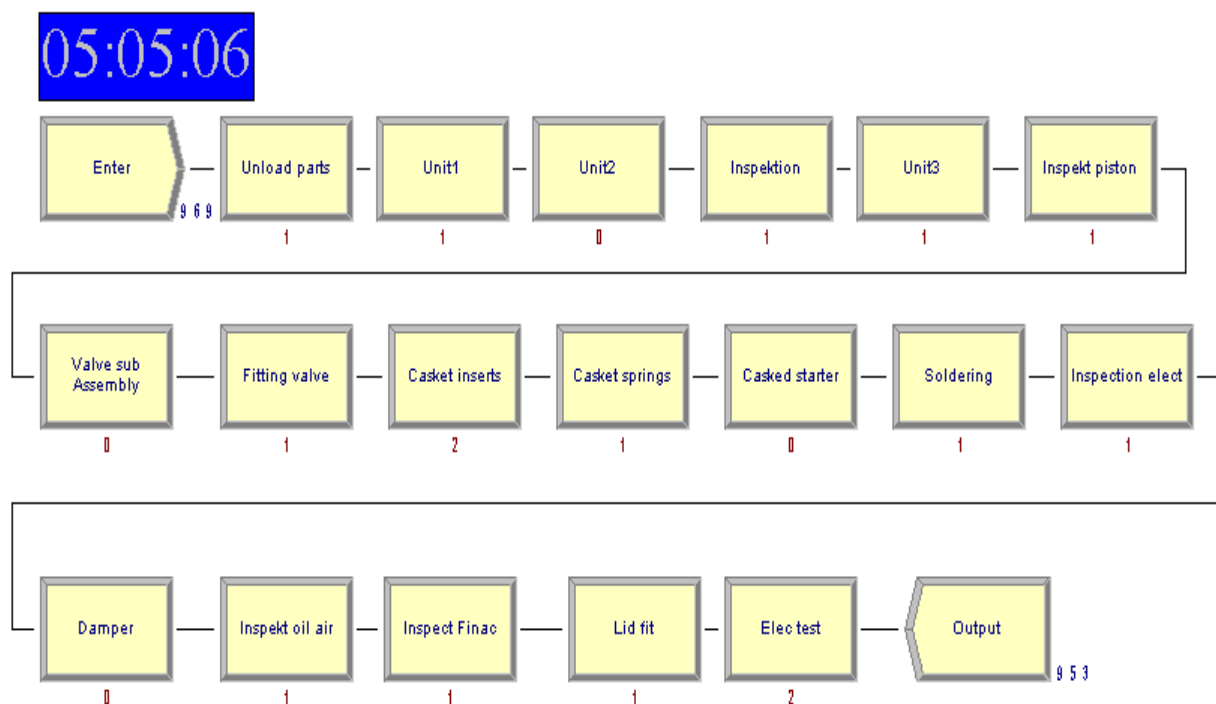 05:05:06
Enter
Unload parts
Unit1
Unit2
Inspektion
Unit3
Inspekt piston
969
1
1
0
1
1
1
Valve sub
Assembly
Fitting valve
Casket inserts
Casket springs
Casked starter
Soldering
Inspection elect
0
1
2
1
0
1
1
Damper
Inspekt oil air
Inspect Finac
Lid fit
Elec test
Output
953
0
1
1
1
2